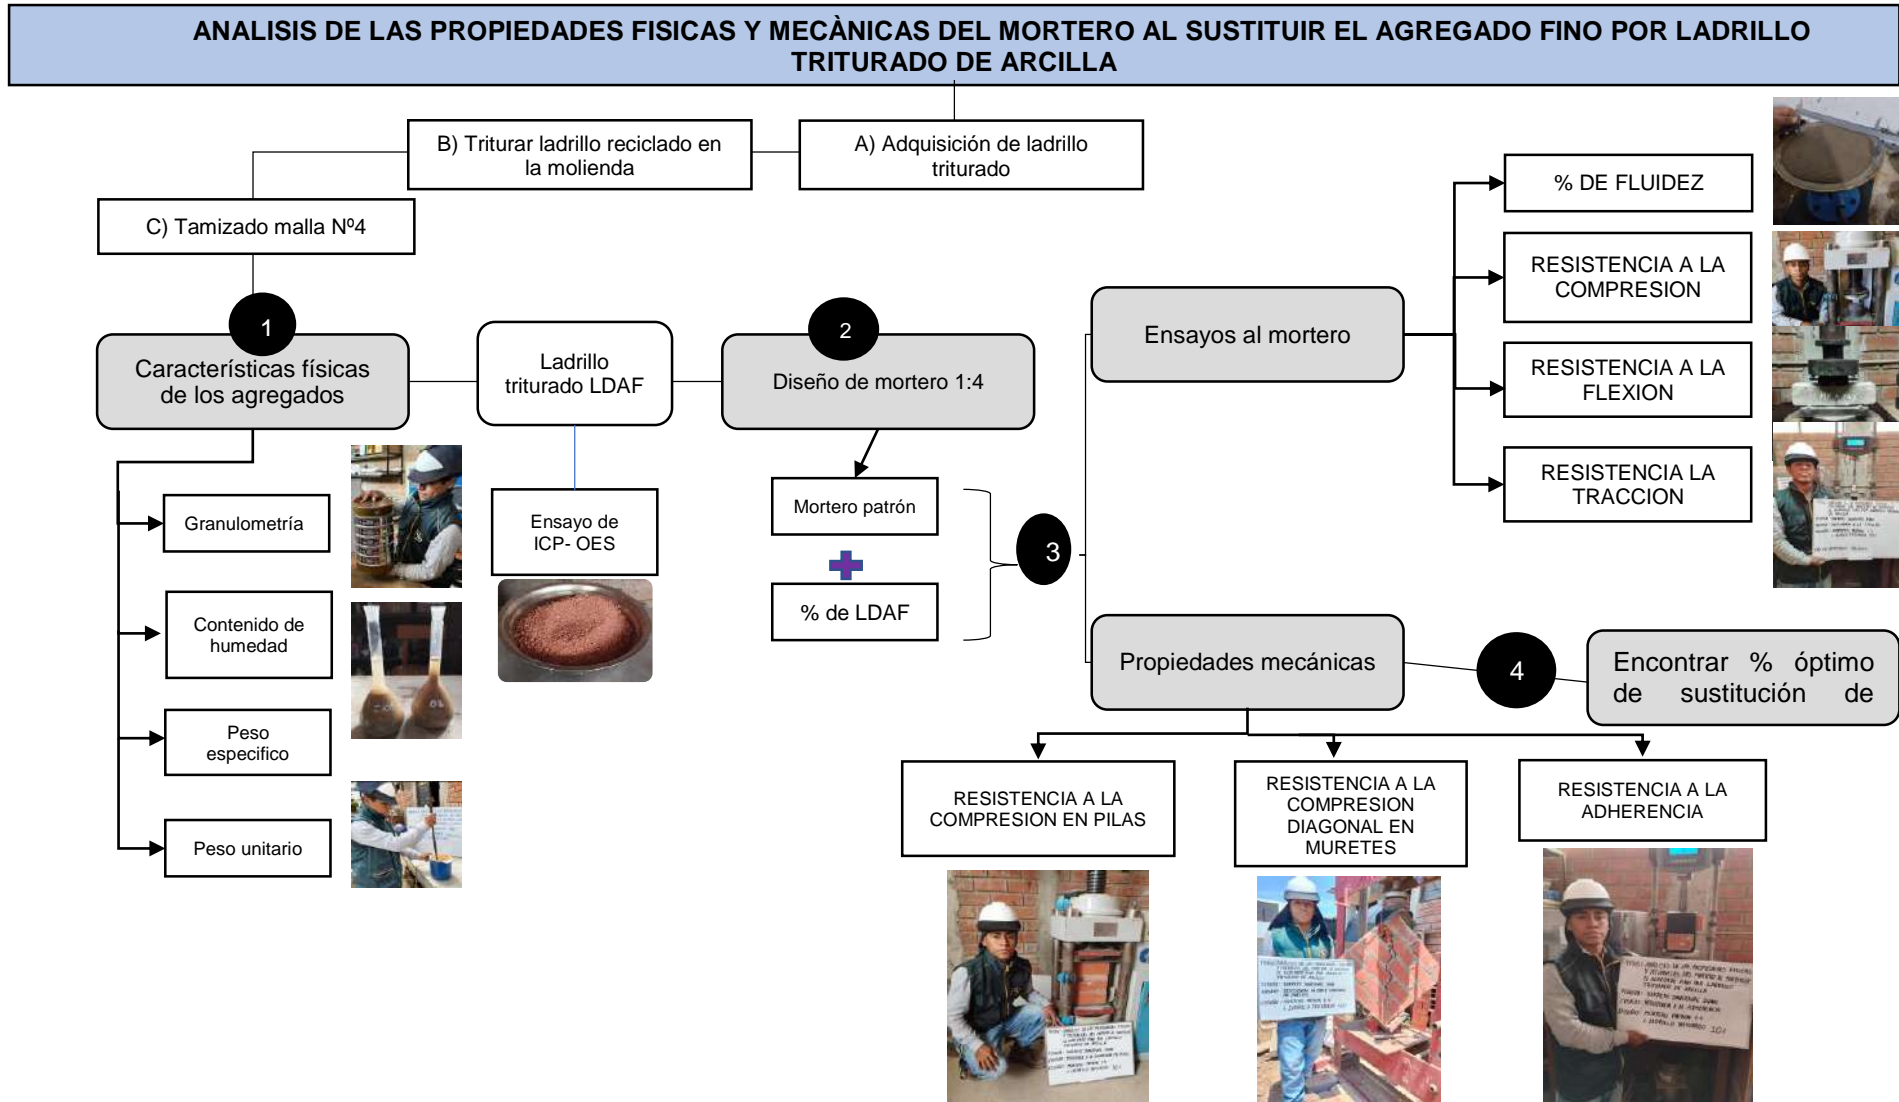 ANALISIS DE LAS PROPIEDADES FISICAS Y MECÀNICAS DEL MORTERO AL SUSTITUIR EL AGREGADO FINO POR LADRILLO
TRITURADO DE ARCILLA
B) Triturar ladrillo reciclado en
la molienda
A) Adquisición de ladrillo
triturado
C) Tamizado malla Nº4
1
Características físicas
de los agregados
Ladrillo
triturado LDAF
2
Diseño de mortero 1:4
Granulometría
Contenido de
humedad
Peso
especifico
Peso unitario
Ensayo de
ICP- OES
Mortero patrón
% de LDAF
3
Ensayos al mortero
% DE FLUIDEZ
RESISTENCIA A LA
COMPRESION
RESISTENCIA A LA
FLEXION
RESISTENCIA LA
TRACCION
Propiedades mecánicas
4
Encontrar % óptimo
de sustitución de
RESISTENCIA A LA
COMPRESION EN PILAS
RESISTENCIA A LA
COMPRESION
DIAGONAL EN
MURETES
RESISTENCIA A LA
ADHERENCIA